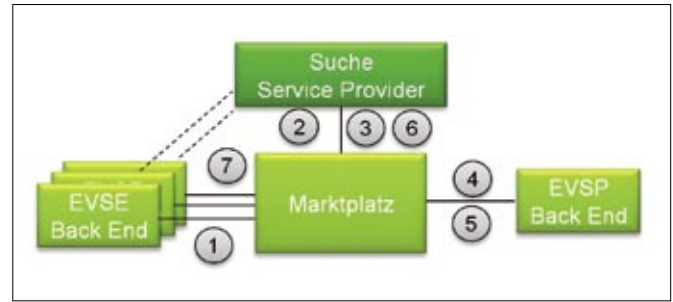 Suche
Service Provider
2
3
6
7
4
EVSE
Back End
Marktplatz
EVSP
Back End
5
1